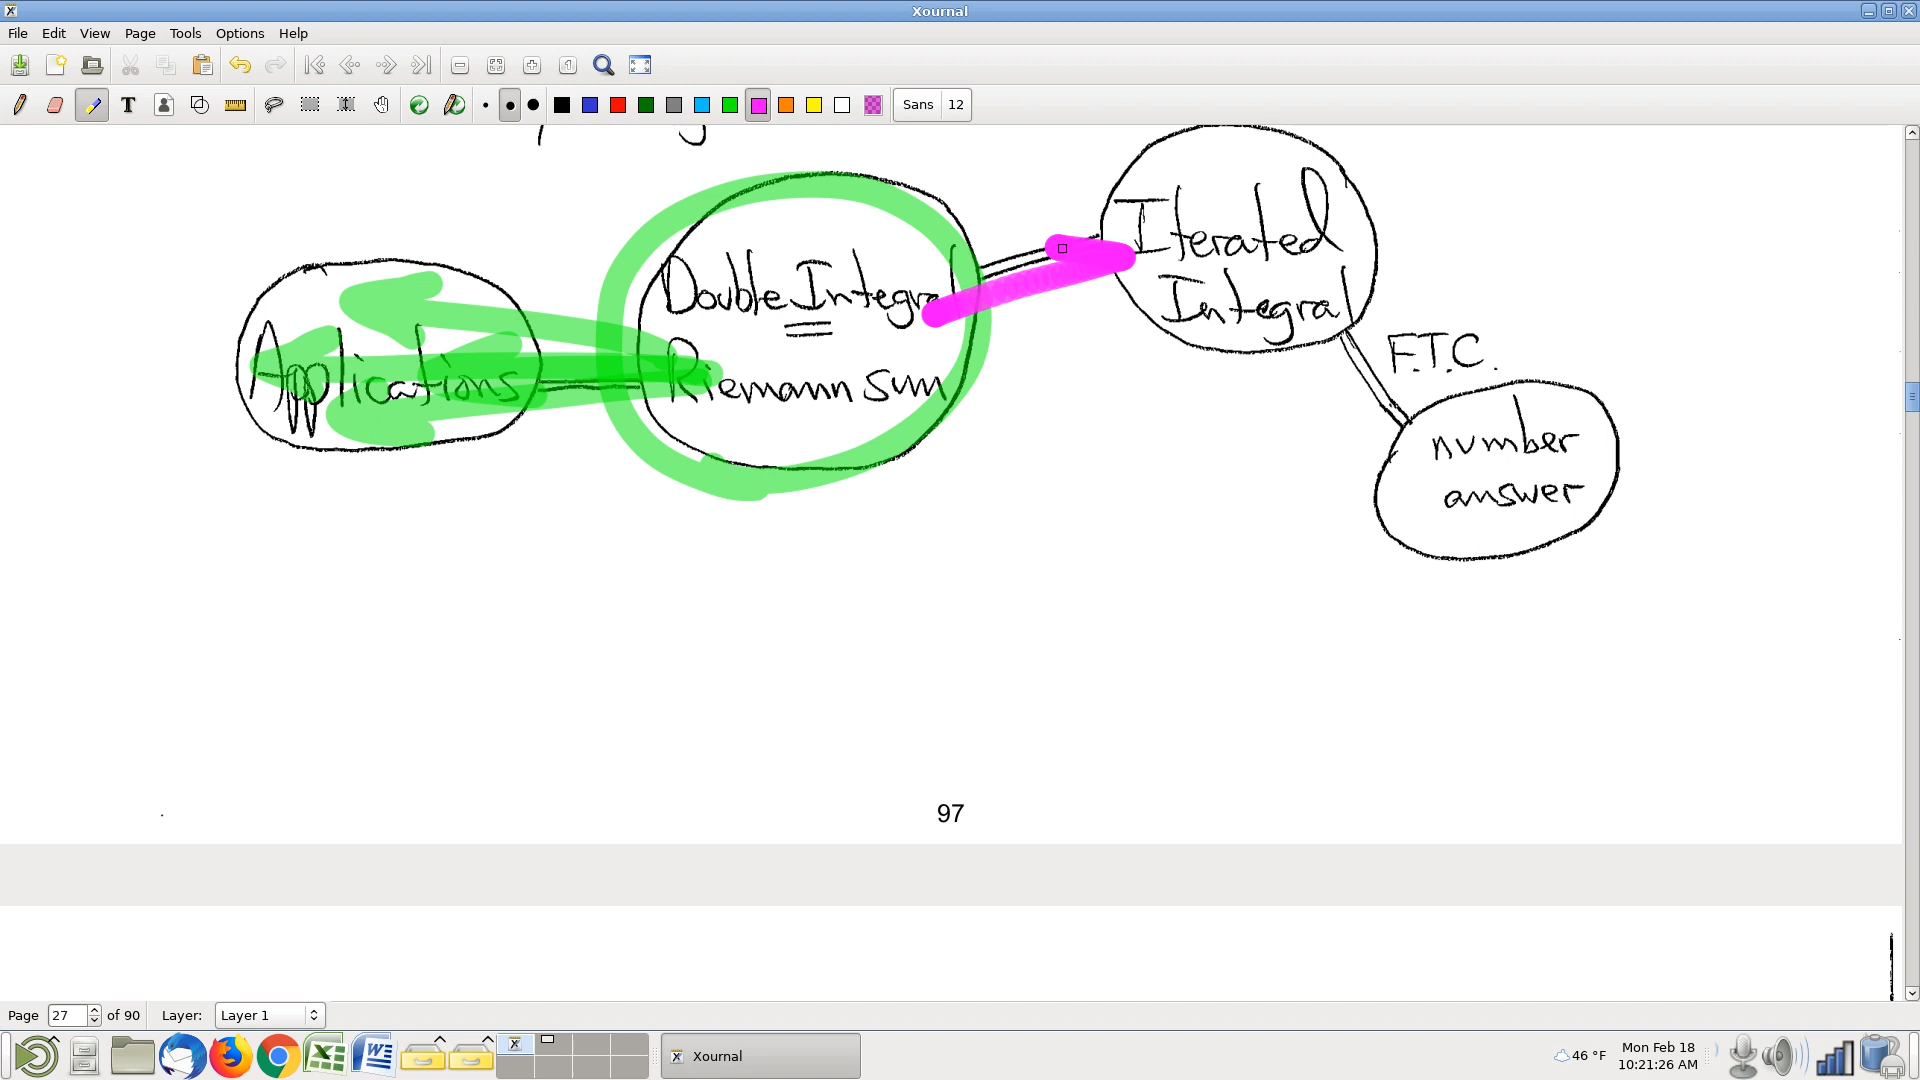 Xournal
File Edit View Page Tools Options Help
Sans 12
Iterated
Integral
Double Integral
=
Riemann Sum
Applications
F.T.C.
number
answer
97
Page 27 of 90 Layer: Layer 1
Xournal
46 °F
Mon Feb 18
10:21:26 AM